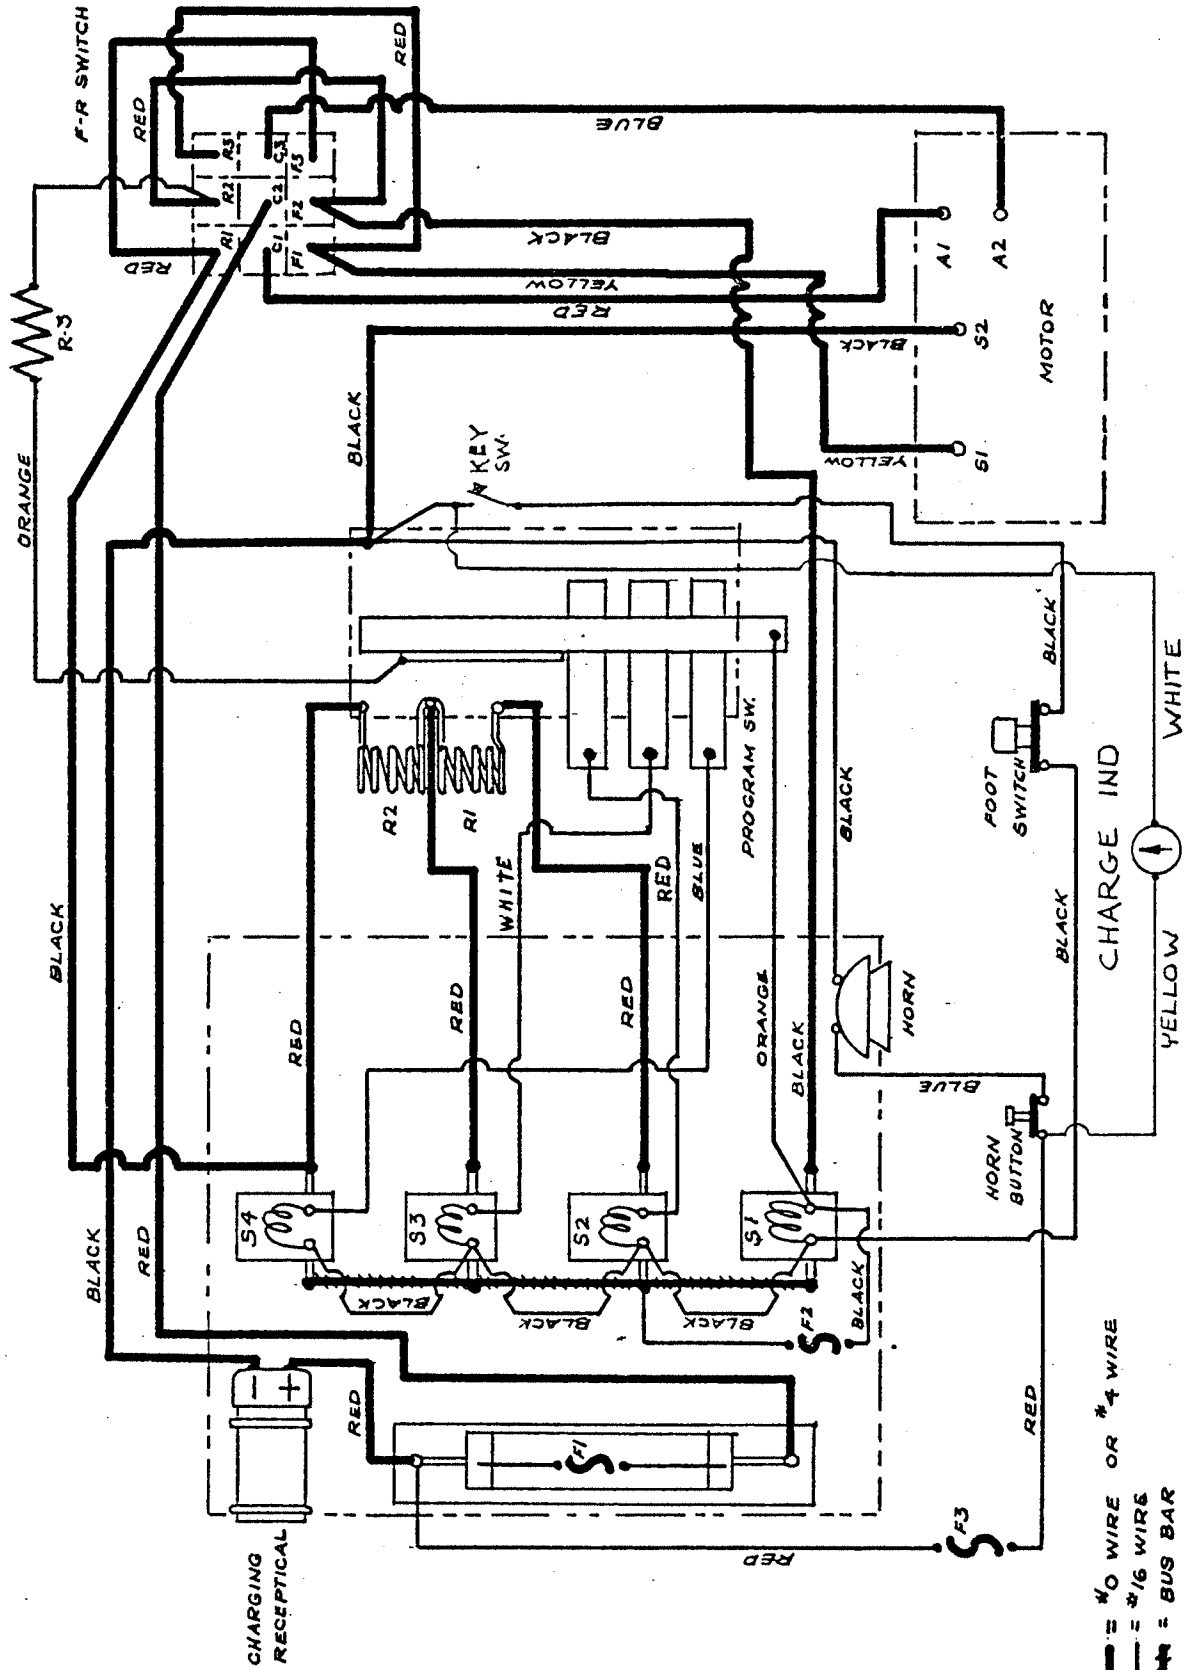 F-R SWITCH
RED
RED
R3
C3
F3
R2
C2
F2
R1
C1
F1
RED
BLUE
BLACK
YELLOW
RED
R-3
ORANGE
BLACK
BLACK
A1
A2
S2
S1
MOTOR
YELLOW
KEY
SW.
BLACK
PROGRAM SW.
R2
R1
WHITE
RED
BLUE
BLACK
BLACK
FOOT
SWITCH
WHITE
CHARGE IND
YELLOW
BLACK
RED
RED
RED
ORANGE
BLACK
HORN
BLUE
HORN
BUTTON
BLACK
RED
S4
S3
S2
S1
BLACK
BLACK
BLACK
F2
BLACK
BLACK
–
+
RED
F1
RED
F3
RED
CHARGING
RECEPTICAL
= #0 WIRE OR #4 WIRE
= #16 WIRE
= BUS BAR